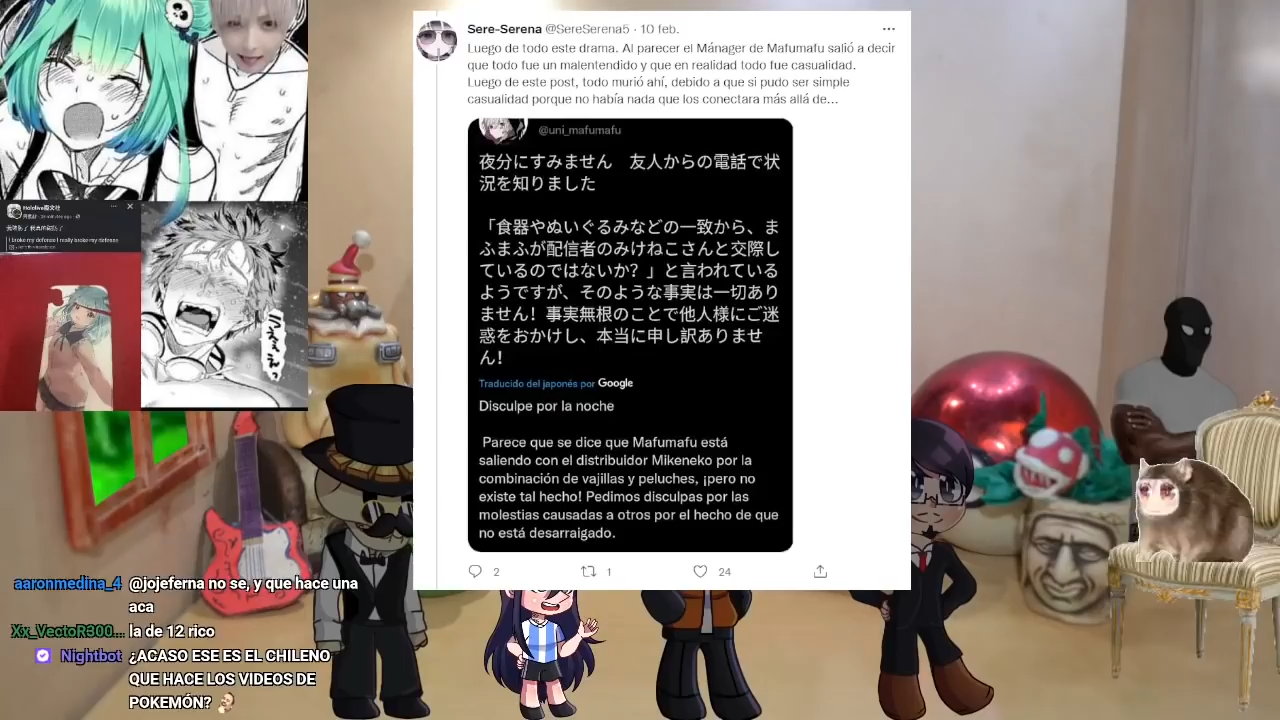 Sere-Serena @SereSerena5 · 10 feb.
Luego de todo este drama. Al parecer el Mánager de Mafumafu salió a decir
que todo fue un malentendido y que en realidad todo fue casualidad.
Luego de este post, todo murió ahí, debido a que si pudo ser simple
casualidad porque no había nada que los conectara más allá de...
@uni_mafumafu
夜分にすみません 友人からの電話で状
況を知りました
「食器やぬいぐるみなどの一致から、ま
ふまふが配信者のみけねこさんと交際し
ているのではないか？」と言われている
ようですが、そのような事実は一切あり
ません！事実無根のことで他人様にご迷
惑をおかけし、本当に申し訳ありませ
ん！
Traducido del japonés por Google
Disculpe por la noche
Parece que se dice que Mafumafu está
saliendo con el distribuidor Mikeneko por la
combinación de vajillas y peluches, ¡pero no
existe tal hecho! Pedimos disculpas por las
molestias causadas a otros por el hecho de que
no está desarraigado.
2 1 24
I broke my defense I really broke my defense
aaronmedina_4 @jojeferna no se, y que hace una
aca
Xx_VectoR300... la de 12 rico
Nightbot ¿ACASO ESE ES EL CHILENO
QUE HACE LOS VIDEOS DE
POKEMÓN?